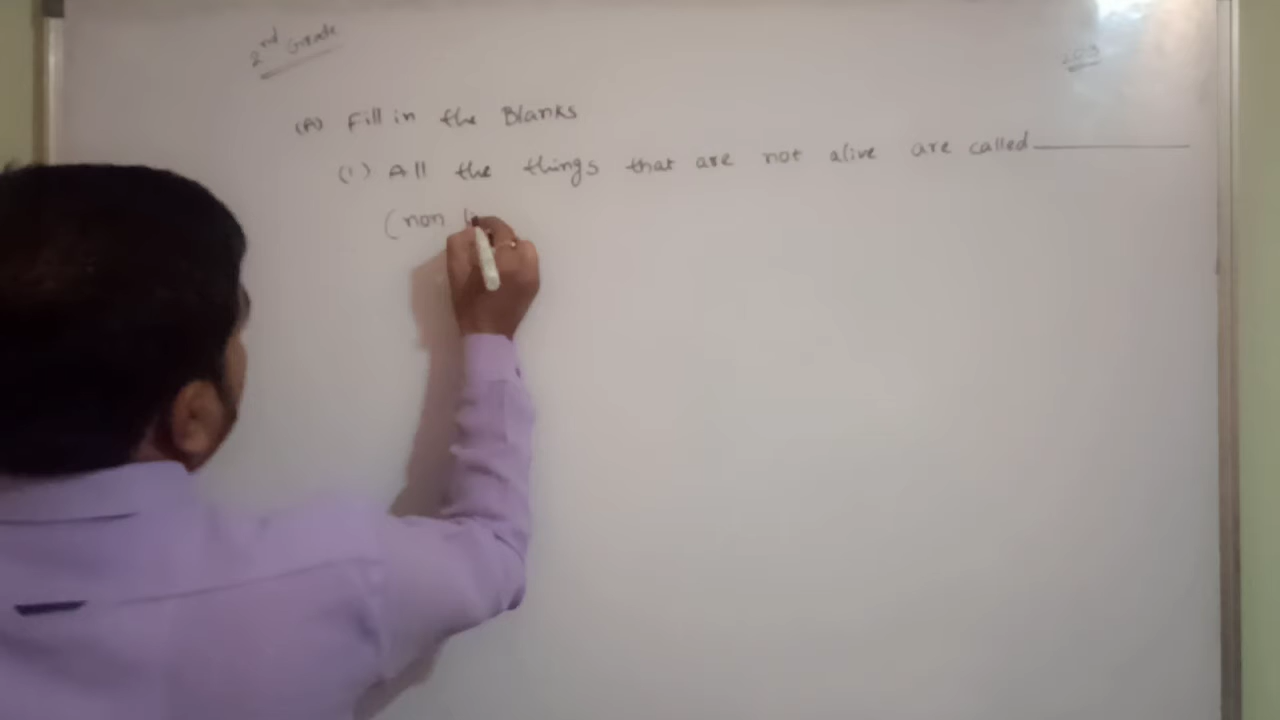 2nd Grade
(A) Fill in the Blanks
(1) All the things that are not alive are called
(non